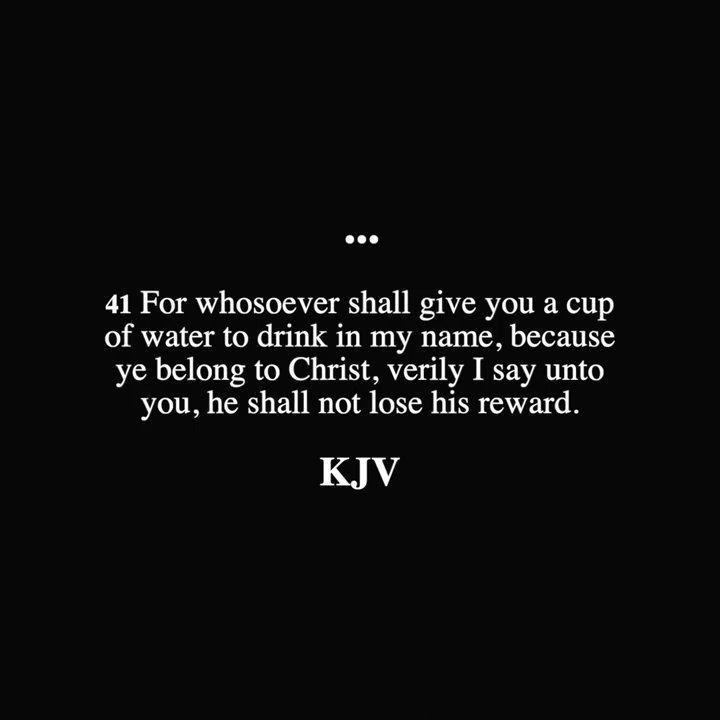 •••
41 For whosoever shall give you a cup
of water to drink in my name, because
ye belong to Christ, verily I say unto
you, he shall not lose his reward.
KJV